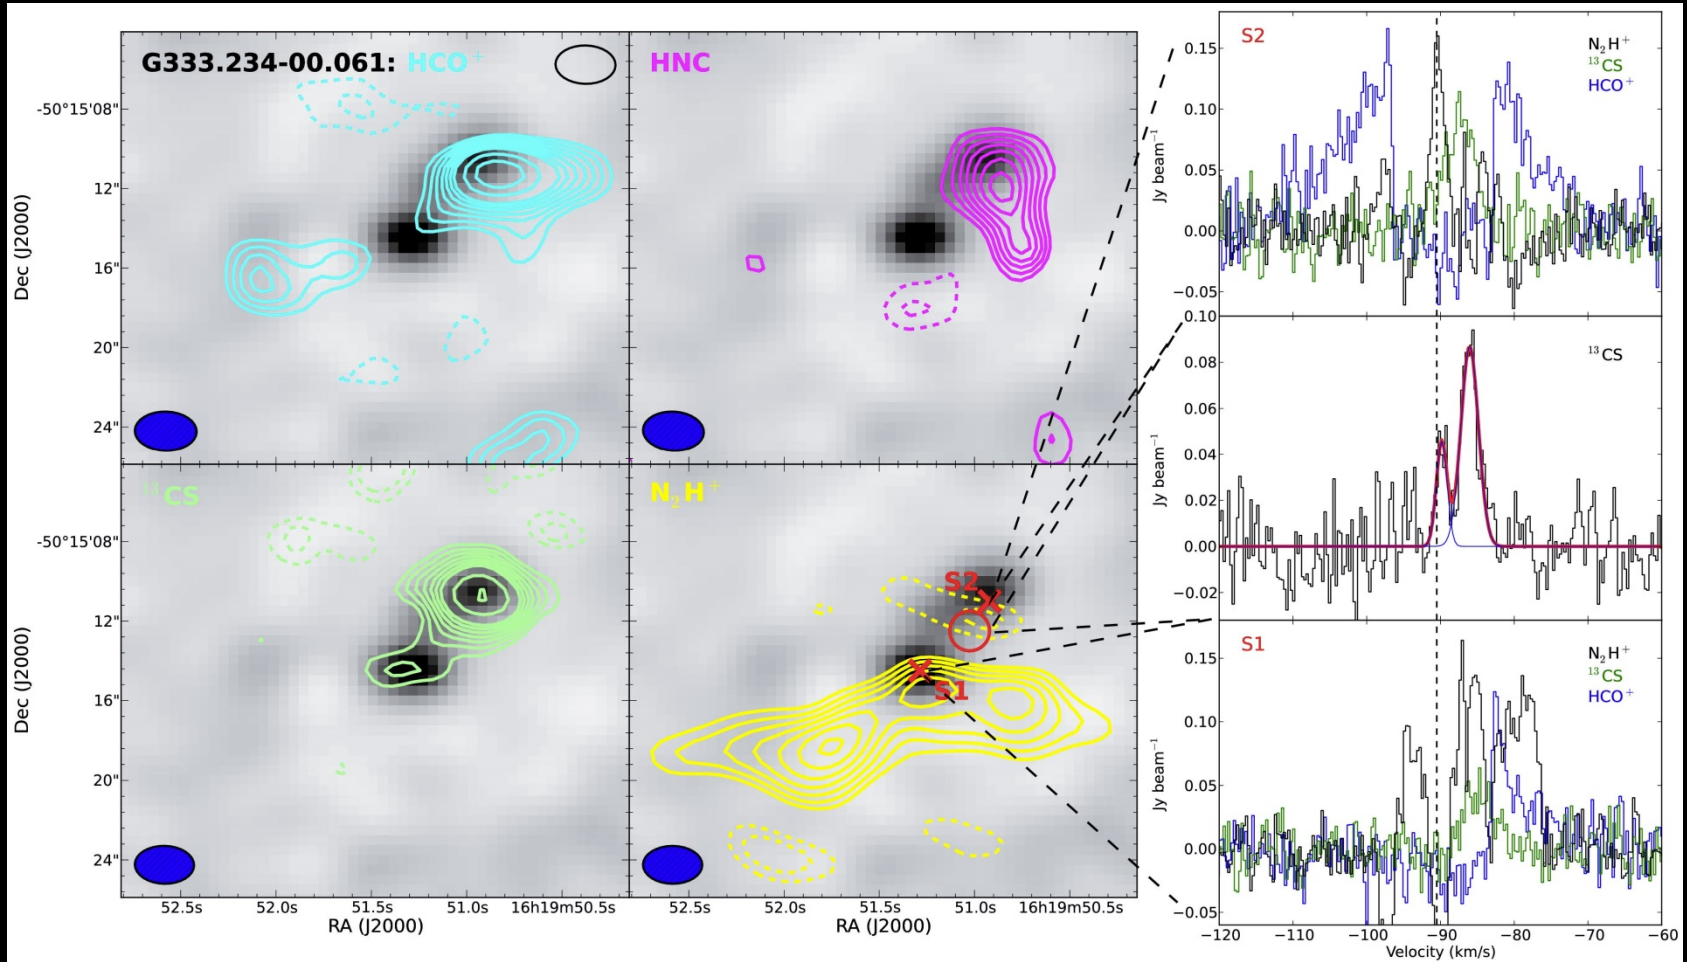 G333.234-00.061: HCO⁺
HNC
-50°15'08"
12"
16"
20"
24"
Dec (J2000)
¹³CS
N₂H⁺
S2
S1
-50°15'08"
12"
16"
20"
24"
Dec (J2000)
52.5s 52.0s 51.5s 51.0s 16h19m50.5s
RA (J2000)
52.5s 52.0s 51.5s 51.0s 16h19m50.5s
RA (J2000)
S2
N₂H⁺
¹³CS
HCO⁺
0.15
0.10
0.05
0.00
−0.05
Jy beam⁻¹
¹³CS
0.10
0.08
0.06
0.04
0.02
0.00
−0.02
Jy beam⁻¹
S1
N₂H⁺
¹³CS
HCO⁺
0.15
0.10
0.05
0.00
−0.05
Jy beam⁻¹
−120 −110 −100 −90 −80 −70 −60
Velocity (km/s)